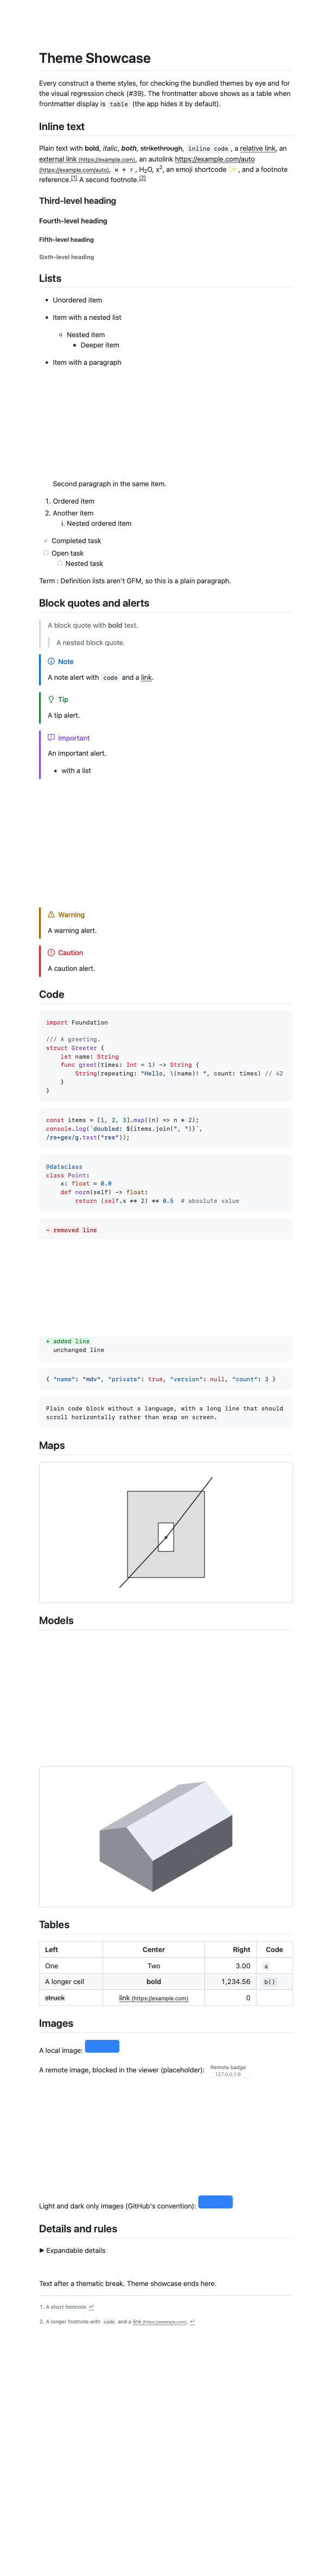 Theme Showcase
Every construct a theme styles, for checking the bundled themes by eye and for
the visual regression check (#39). The frontmatter above shows as a table when
frontmatter display is table (the app hides it by default).
Inline text
Plain text with bold, italic, both, strikethrough, inline code, a relative link, an
external link (https://example.com), an autolink https://example.com/auto
(https://example.com/auto), ⌘ + r, H2O, x2, an emoji shortcode ✨, and a footnote
reference.[1] A second footnote.[2]
Third-level heading
Fourth-level heading
Fifth-level heading
Sixth-level heading
Lists
• Unordered item
• Item with a nested list
◦ Nested item
▪ Deeper item
• Item with a paragraph
Second paragraph in the same item.
1. Ordered item
2. Another item
i. Nested ordered item
Completed task
Open task
Nested task
Term : Definition lists aren't GFM, so this is a plain paragraph.
Block quotes and alerts
A block quote with bold text.
A nested block quote.
Note
A note alert with code and a link.
Tip
A tip alert.
Important
An important alert.
• with a list
Warning
A warning alert.
Caution
A caution alert.
Code
import Foundation
/// A greeting.
struct Greeter {
    let name: String
    func greet(times: Int = 1) -> String {
        String(repeating: "Hello, \(name)! ", count: times) // 42
    }
}
const items = [1, 2, 3].map((n) => n * 2);
console.log(`doubled: ${items.join(", ")}`,
/re+gex/g.test("ree"));
@dataclass
class Point:
    x: float = 0.0
    def norm(self) -> float:
        return (self.x ** 2) ** 0.5  # absolute value
- removed line
+ added line
  unchanged line
{ "name": "mdv", "private": true, "version": null, "count": 3 }
Plain code block without a language, with a long line that should
scroll horizontally rather than wrap on screen.
Maps
Models
Tables
Left Center Right Code
One Two 3.00 a
A longer cell bold 1,234.56 b()
struck link (https://example.com) 0
Images
A local image:
A remote image, blocked in the viewer (placeholder): Remote badge
127.0.0.1:9
Light and dark only images (GitHub's convention):
Details and rules
▶ Expandable details
Text after a thematic break. Theme showcase ends here.
1. A short footnote. ↩
2. A longer footnote with code and a link (https://example.com). ↩